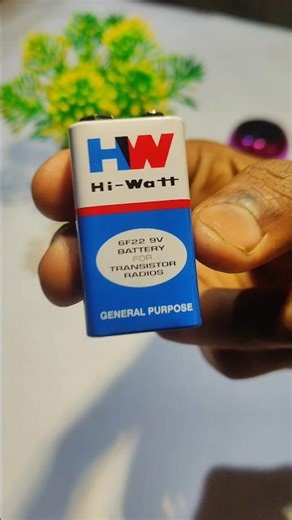 HW
Hi-Watt
6F22 9V
BATTERY
FOR
TRANSISTOR
RADIOS
GENERAL PURPOSE